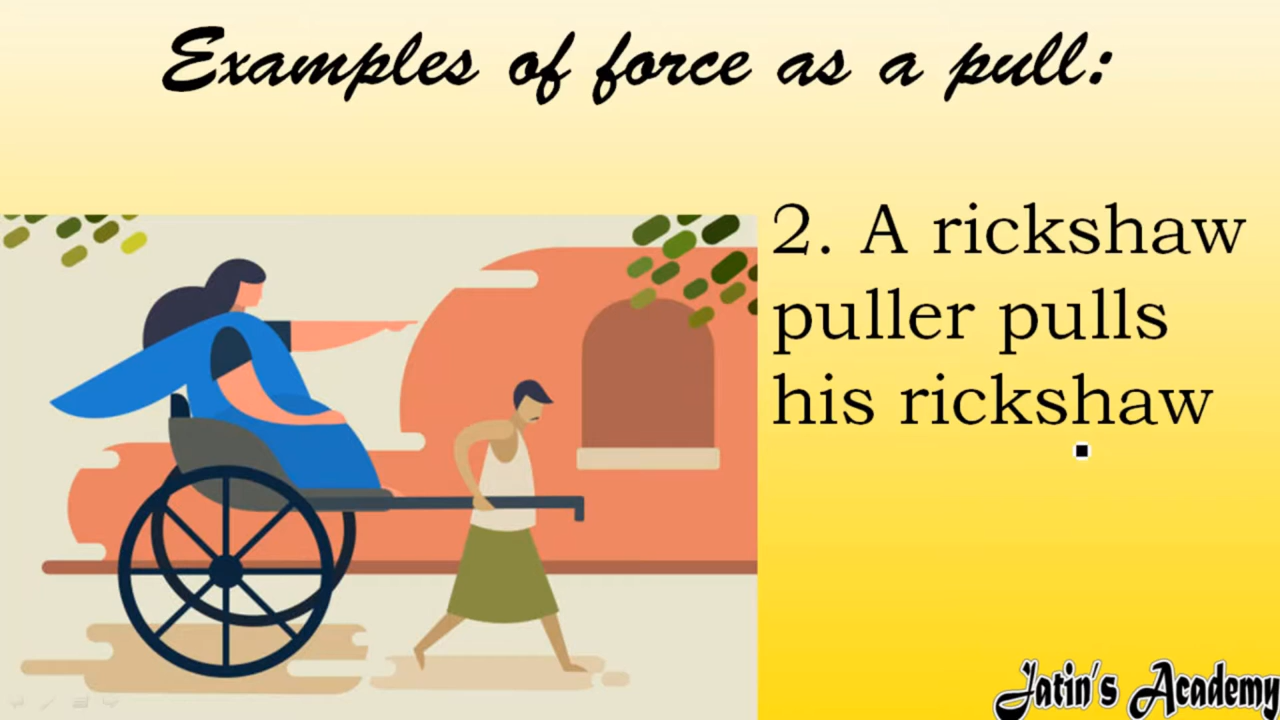 Examples of force as a pull:
2. A rickshaw
puller pulls
his rickshaw
Jatin's Academy